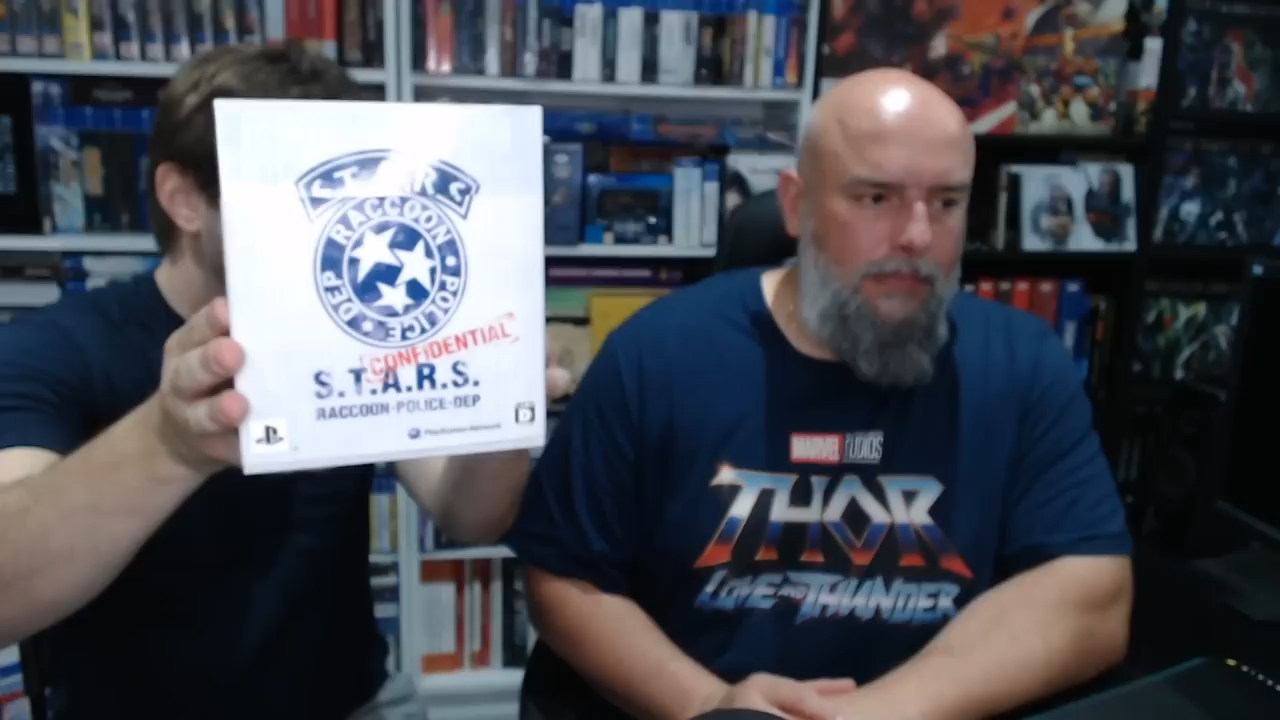 S.T.A.R.S
RACCOON POLICE DEP
CONFIDENTIAL
S.T.A.R.S.
RACCOON-POLICE-DEP
PlayStation Network
D
MARVEL STUDIOS
THOR
LOVE AND THUNDER